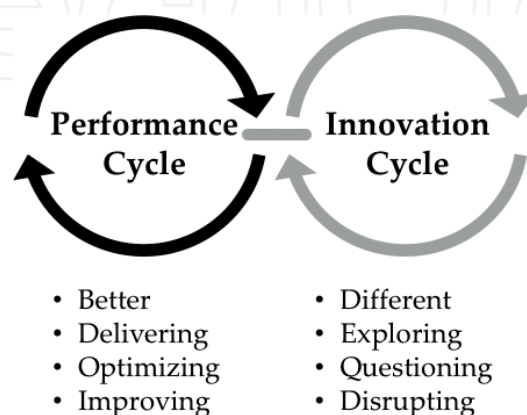 Performance
Cycle
Innovation
Cycle
• Better
• Delivering
• Optimizing
• Improving
• Different
• Exploring
• Questioning
• Disrupting